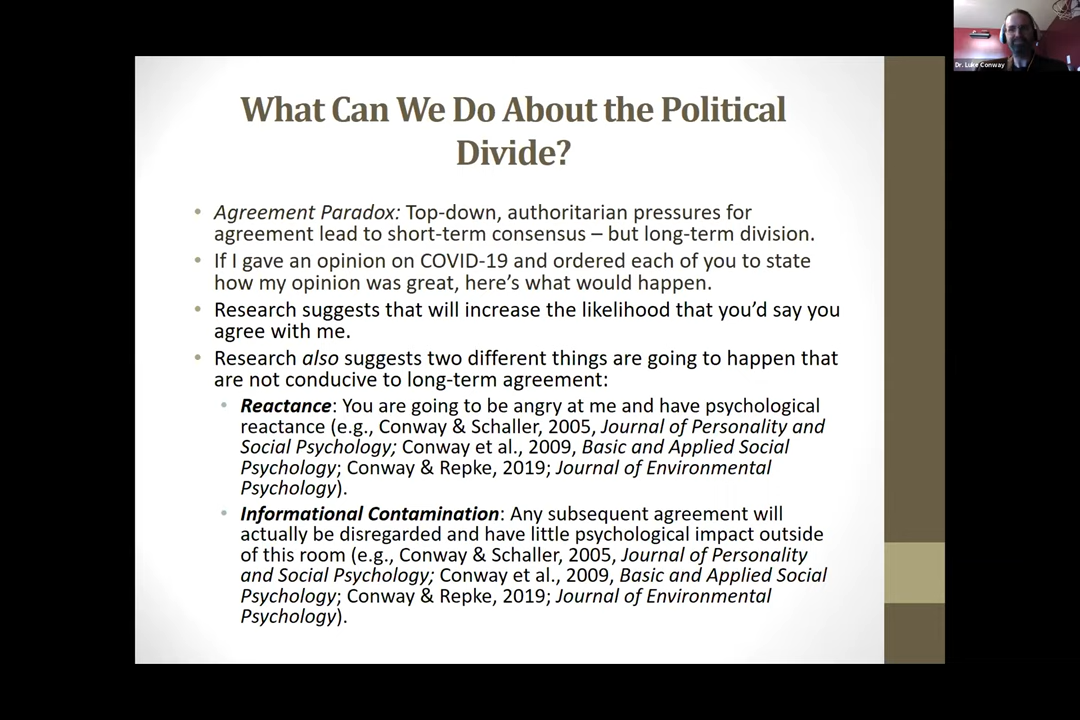 What Can We Do About the Political
Divide?
• Agreement Paradox: Top-down, authoritarian pressures for
agreement lead to short-term consensus – but long-term division.
• If I gave an opinion on COVID-19 and ordered each of you to state
how my opinion was great, here's what would happen.
• Research suggests that will increase the likelihood that you'd say you
agree with me.
• Research also suggests two different things are going to happen that
are not conducive to long-term agreement:
• Reactance: You are going to be angry at me and have psychological
reactance (e.g., Conway & Schaller, 2005, Journal of Personality and
Social Psychology; Conway et al., 2009, Basic and Applied Social
Psychology; Conway & Repke, 2019; Journal of Environmental
Psychology).
• Informational Contamination: Any subsequent agreement will
actually be disregarded and have little psychological impact outside
of this room (e.g., Conway & Schaller, 2005, Journal of Personality
and Social Psychology; Conway et al., 2009, Basic and Applied Social
Psychology; Conway & Repke, 2019; Journal of Environmental
Psychology).
Dr. Luke Conway